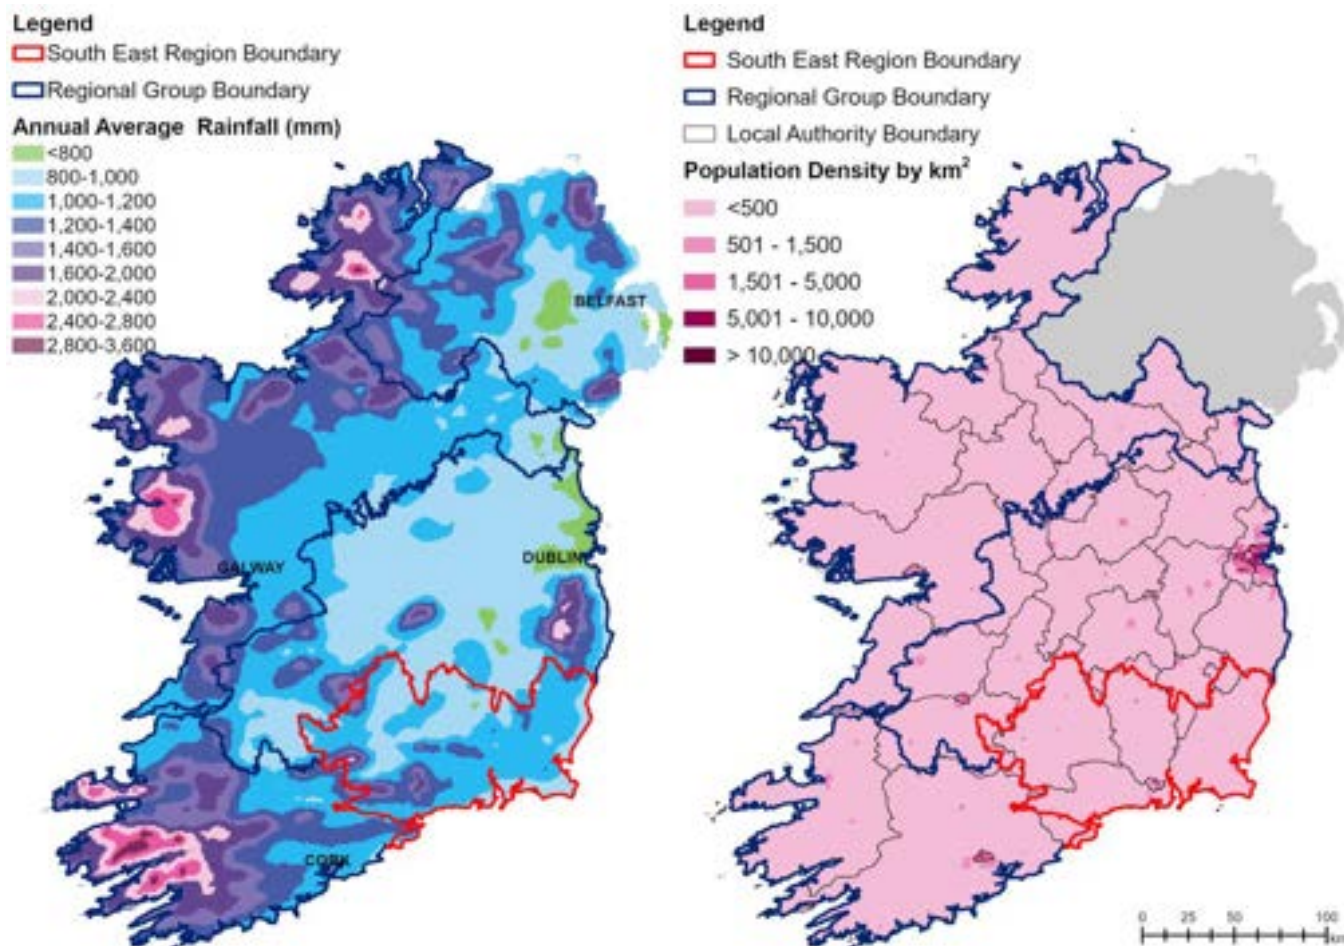 Legend
South East Region Boundary
Regional Group Boundary
Annual Average Rainfall (mm)
<800
800-1,000
1,000-1,200
1,200-1,400
1,400-1,600
1,600-2,000
2,000-2,400
2,400-2,800
2,800-3,600
BELFAST
GALWAY
DUBLIN
CORK
Legend
South East Region Boundary
Regional Group Boundary
Local Authority Boundary
Population Density by km²
<500
501 - 1,500
1,501 - 5,000
5,001 - 10,000
> 10,000
0 25 50 100